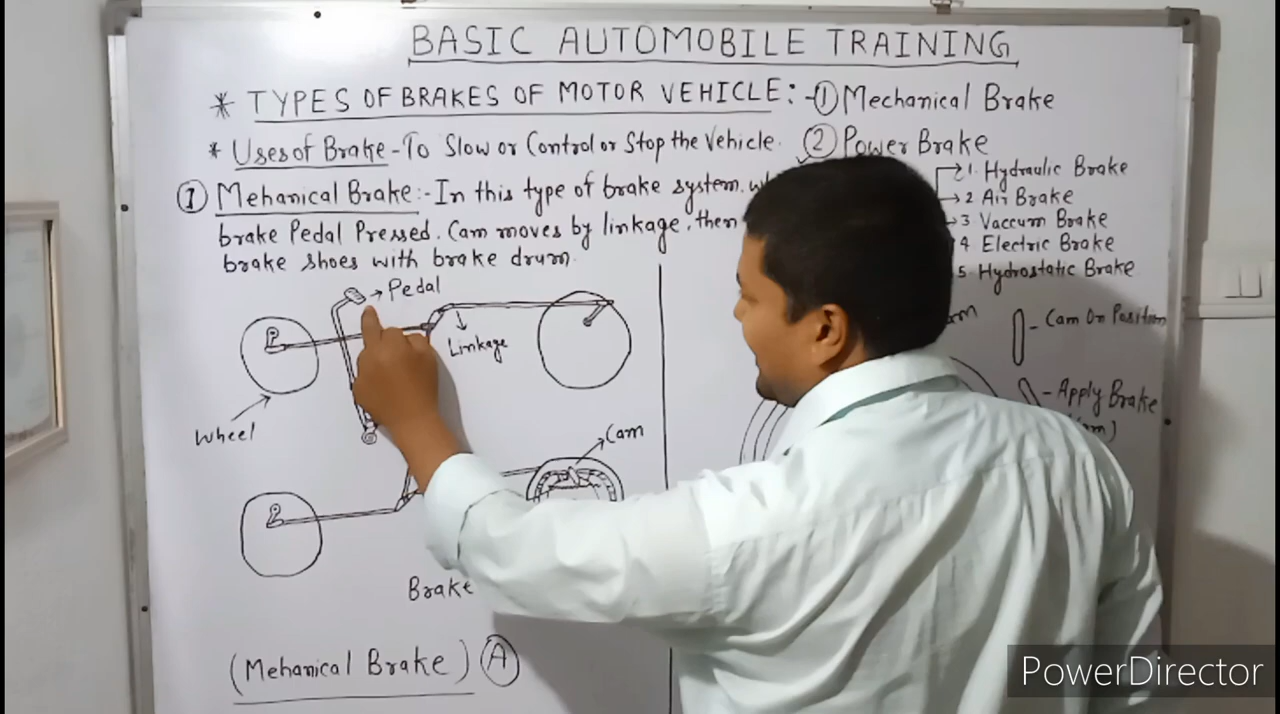 BASIC AUTOMOBILE TRAINING
* TYPES OF BRAKES OF MOTOR VEHICLE:- ① Mechanical Brake
* Uses of Brake - To Slow or Control or Stop the Vehicle. ② Power Brake
1. Hydraulic Brake
2 Air Brake
3 Vaccum Brake
4 Electric Brake
5. Hydrostatic Brake
① Mehanical Brake:- In this type of brake system,
brake Pedal Pressed. Cam moves by linkage, then
brake shoes with brake drum.
→ Pedal
Linkage
Wheel
Cam
Brake
(Mehanical Brake) Ⓐ
- Cam On Position
- Apply Brake
PowerDirector